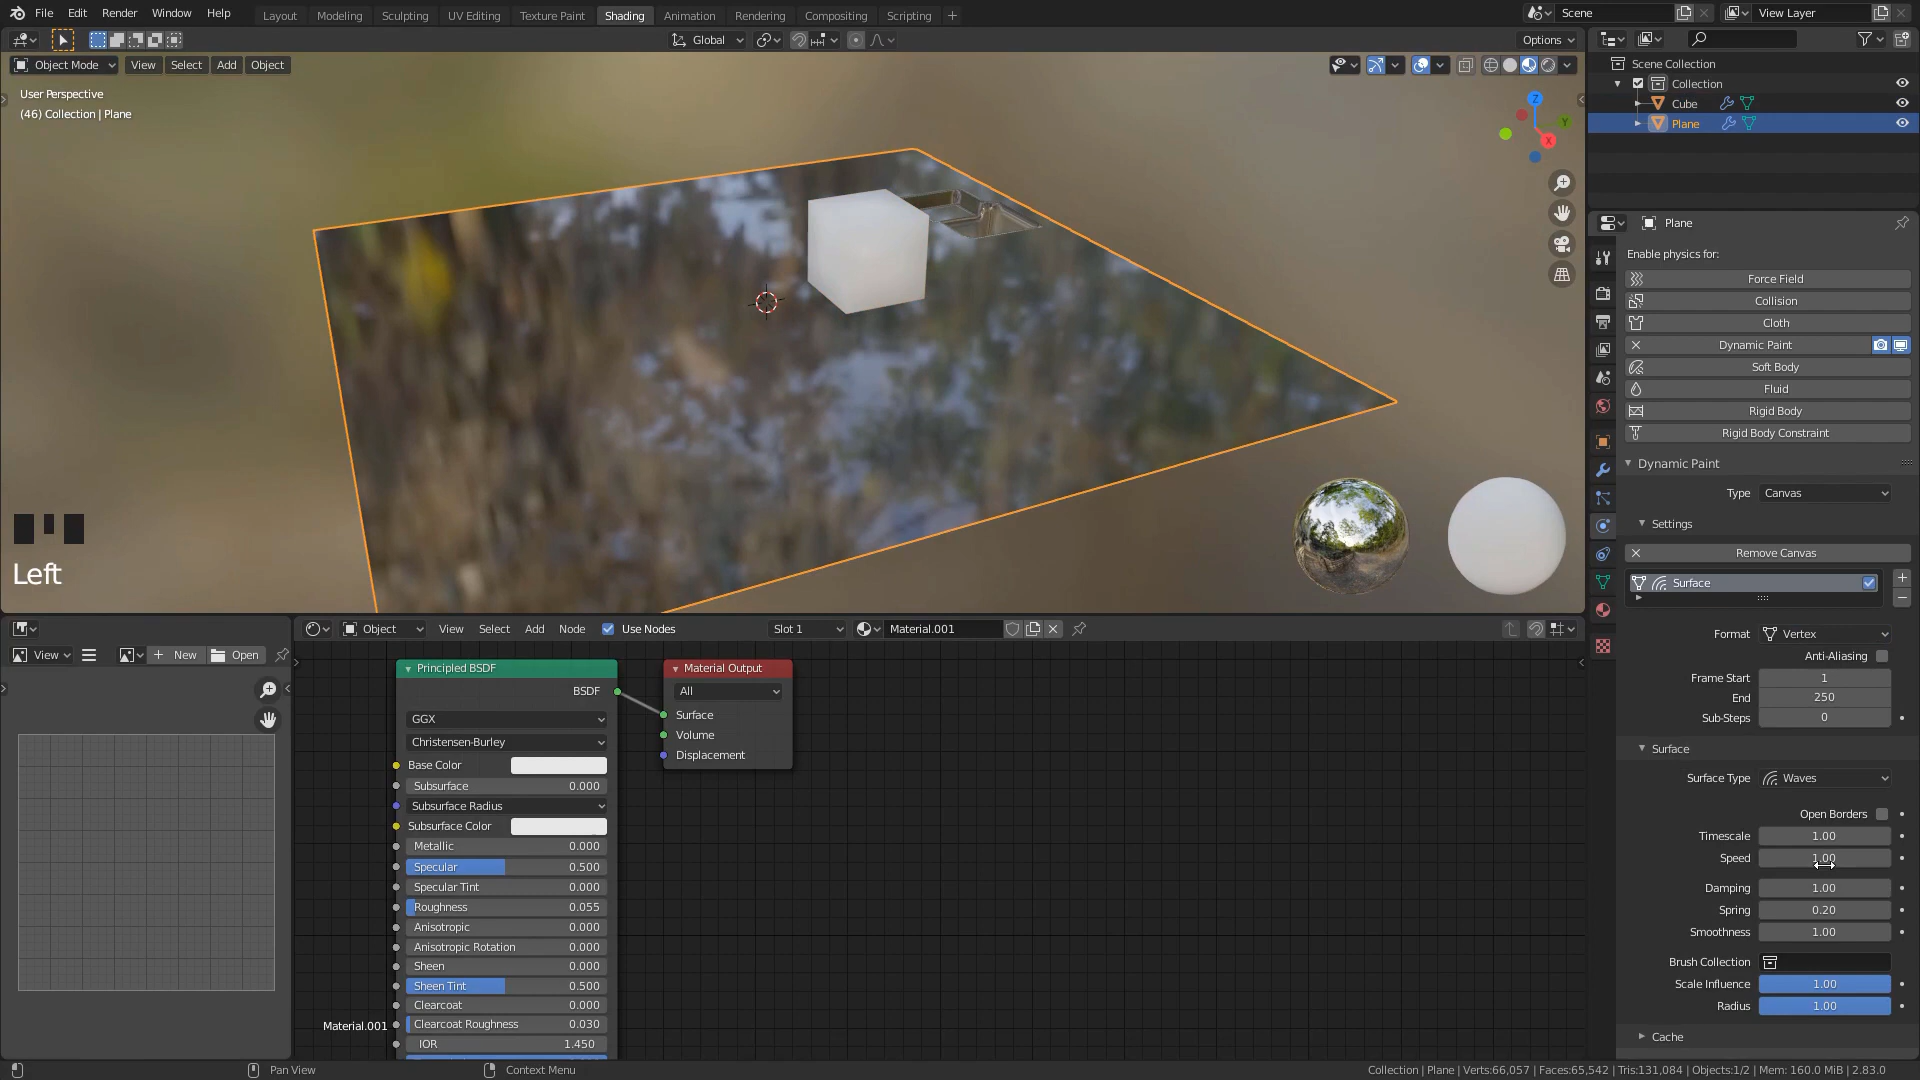 File Edit Render Window Help Layout Modeling Sculpting UV Editing Texture Paint Shading Animation Rendering Compositing Scripting + Scene View Layer
Global Options
Object Mode View Select Add Object
User Perspective
(46) Collection | Plane
Z
Y
X
Left
Scene Collection
Collection
Cube
Plane
Plane
Enable physics for:
Force Field
Collision
Cloth
Dynamic Paint
Soft Body
Fluid
Rigid Body
Rigid Body Constraint
Dynamic Paint
Type Canvas
Settings
Remove Canvas
Surface
Format Vertex
Anti-Aliasing
Frame Start 1
End 250
Sub-Steps 0
Surface
Surface Type Waves
Open Borders
Timescale 1.00
Speed 1.00
Damping 1.00
Spring 0.20
Smoothness 1.00
Brush Collection
Scale Influence 1.00
Radius 1.00
Cache
View New Open
Object View Select Add Node Use Nodes Slot 1 Material.001
Principled BSDF
BSDF
GGX
Christensen-Burley
Base Color
Subsurface 0.000
Subsurface Radius
Subsurface Color
Metallic 0.000
Specular 0.500
Specular Tint 0.000
Roughness 0.055
Anisotropic 0.000
Anisotropic Rotation 0.000
Sheen 0.000
Sheen Tint 0.500
Clearcoat 0.000
Clearcoat Roughness 0.030
IOR 1.450
Material.001
Material Output
All
Surface
Volume
Displacement
Pan View Context Menu Collection | Plane | Verts:66,057 | Faces:65,542 | Tris:131,084 | Objects:1/2 | Mem: 160.0 MiB | 2.83.0